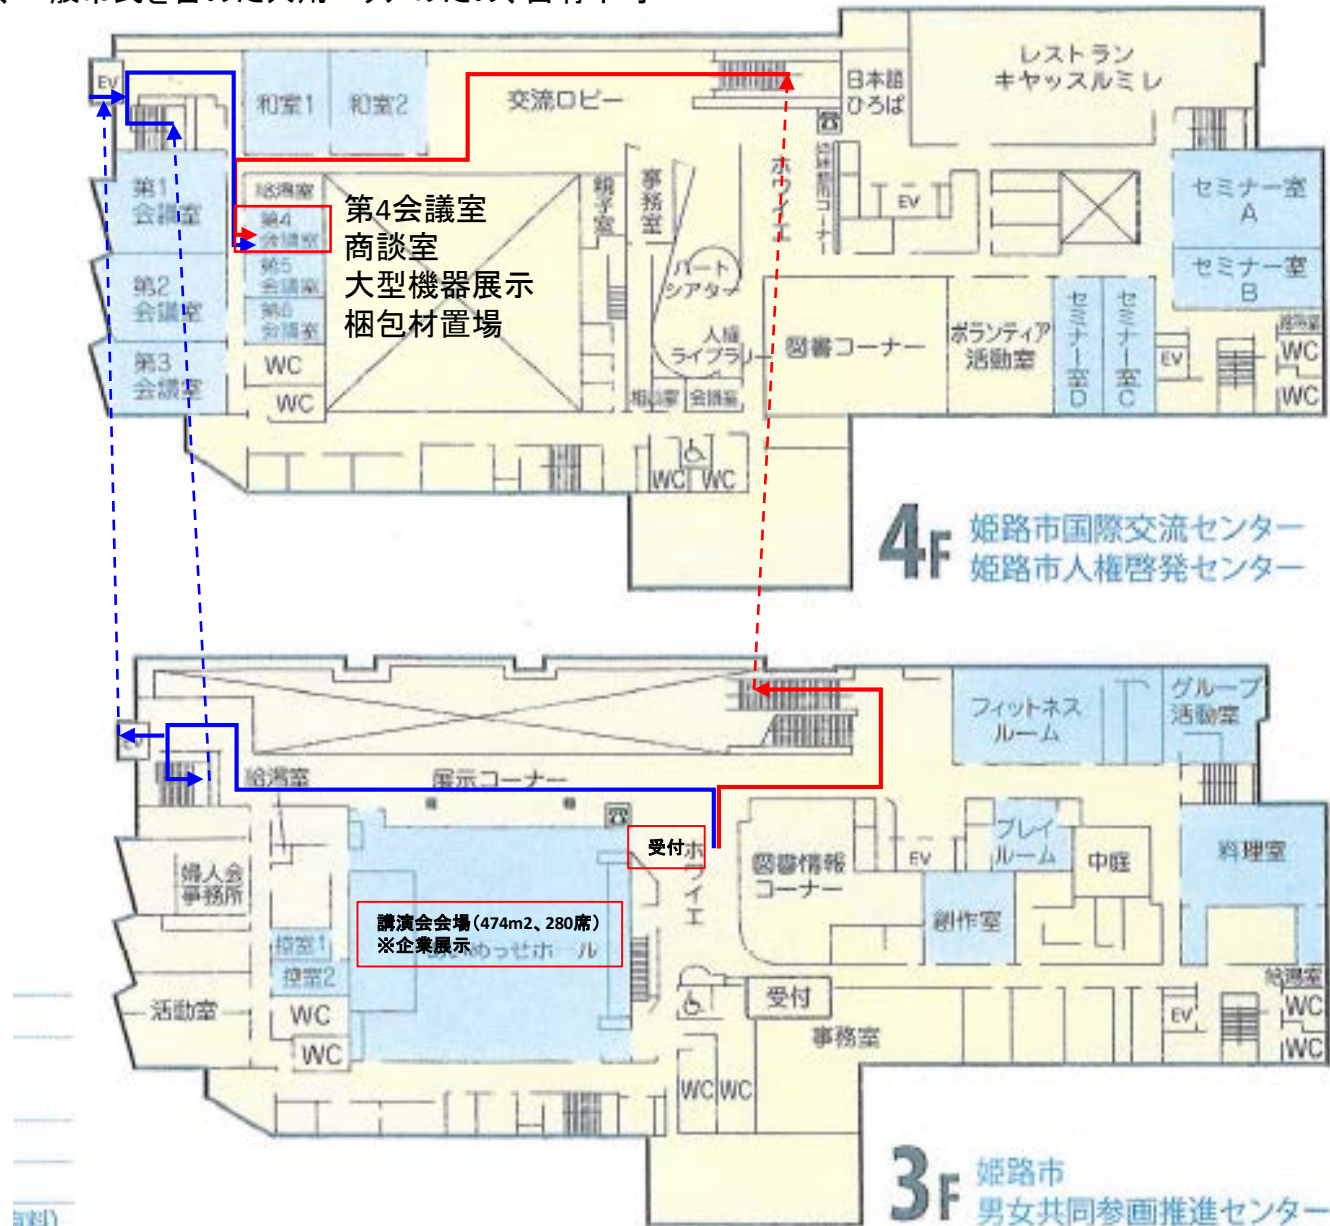 EV
和室1
和室2
交流ロビー
日本語
ひろば
レストラン
キャッスルミレ
第1
会議室
給湯室
第4
会議室
第5
会議室
第6
会議室
第2
会議室
第3
会議室
WC
WC
第4会議室
商談室
大型機器展示
梱包材置場
親子室
事務室
ハート
シアター
人権
ライブラリー
相談室
会議室
ホワイエ
EV
図書コーナー
ボランティア
活動室
セミナー室
A
セミナー室
B
セミナー室D
セミナー室C
EV
WC
WC
WC
WC
4F
姫路市国際交流センター
姫路市人権啓発センター
フィットネス
ルーム
グループ
活動室
給湯室
展示コーナー
受付
ホワイエ
図書情報
コーナー
EV
プレイ
ルーム
中庭
料理室
創作室
婦人会
事務所
講演会会場(474m2、280席)
※企業展示
めっせホール
控室1
控室2
活動室
WC
WC
受付
事務室
WC
WC
EV
給湯室
WC
WC
3F
姫路市
男女共同参画推進センター